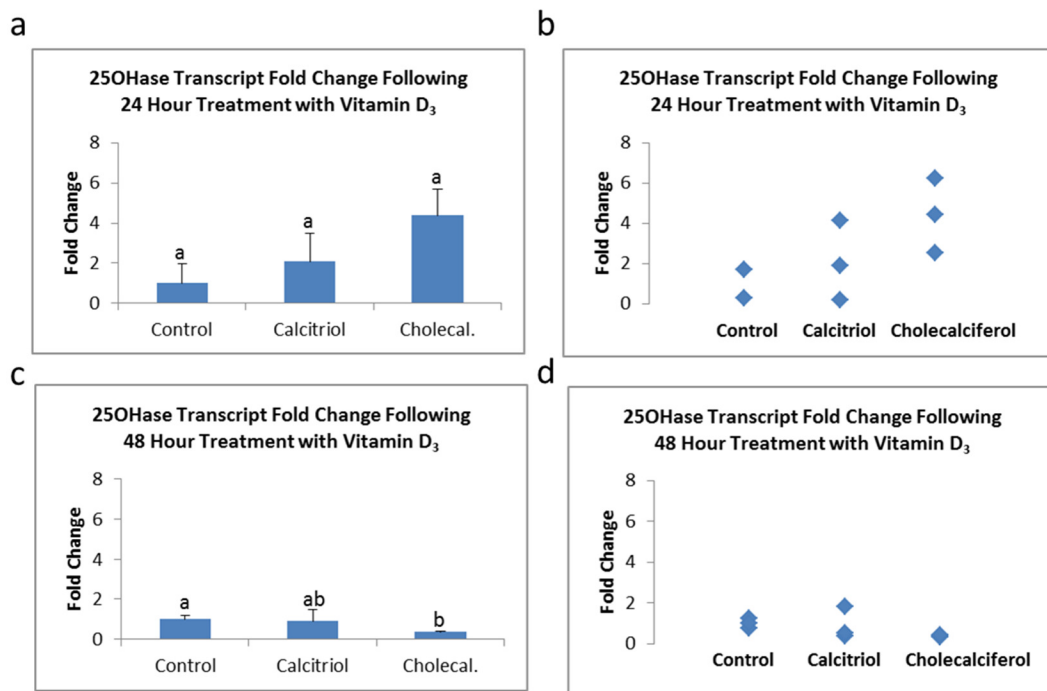 a
25OHase Transcript Fold Change Following
24 Hour Treatment with Vitamin D₃
Fold Change
8
6
4
2
0
a
a
a
Control Calcitriol Cholecal.
b
25OHase Transcript Fold Change Following
24 Hour Treatment with Vitamin D₃
Fold Change
8
6
4
2
0
Control Calcitriol Cholecalciferol
c
25OHase Transcript Fold Change Following
48 Hour Treatment with Vitamin D₃
Fold Change
8
6
4
2
0
a
ab
b
Control Calcitriol Cholecal.
d
25OHase Transcript Fold Change Following
48 Hour Treatment with Vitamin D₃
Fold Change
8
6
4
2
0
Control Calcitriol Cholecalciferol